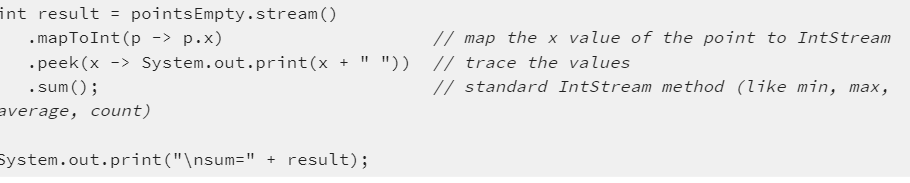 int result = pointsEmpty.stream()
.mapToInt(p -> p.x) // map the x value of the point to IntStream
.peek(x -> System.out.print(x + " ")) // trace the values
.sum(); // standard IntStream method (like min, max,
average, count)
System.out.print("\nsum=" + result);